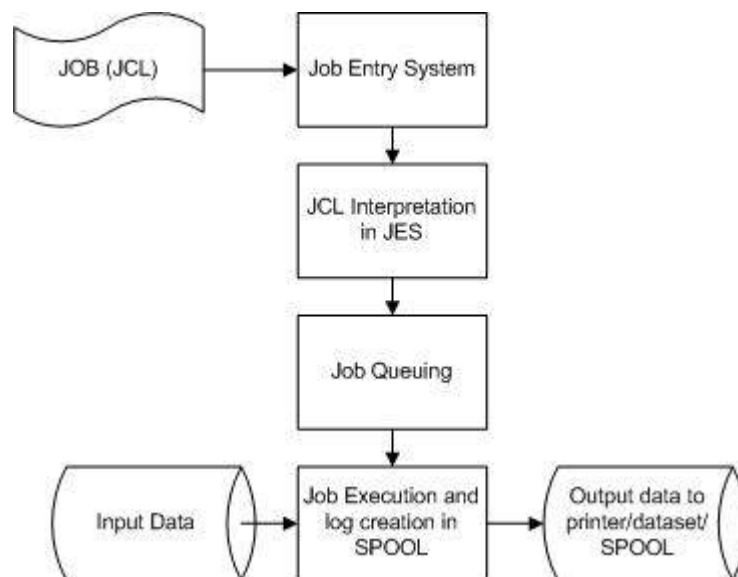 JOB (JCL)
Job Entry System
JCL Interpretation
in JES
Job Queuing
Input Data
Job Execution and
log creation in
SPOOL
Output data to
printer/dataset/
SPOOL